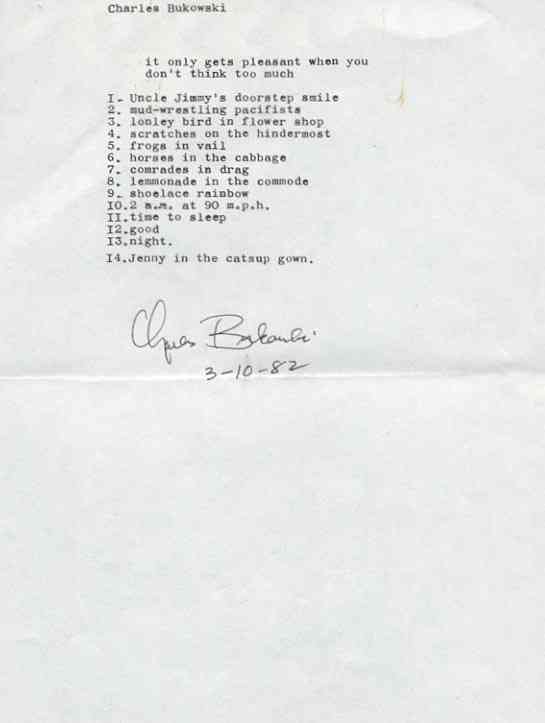 Charles Bukowski
it only gets pleasant when you
don't think too much
I. Uncle Jimmy's doorstep smile
2. mud-wrestling pacifists
3. lonley bird in flower shop
4. scratches on the hindermost
5. frogs in vail
6. horses in the cabbage
7. comrades in drag
8. lemmonade in the commode
9. shoelace rainbow
IO.2 a.m. at 90 m.p.h.
II.time to sleep
I2.good
I3.night.
I4.Jenny in the catsup gown.
Charles Bukowski
3-10-82